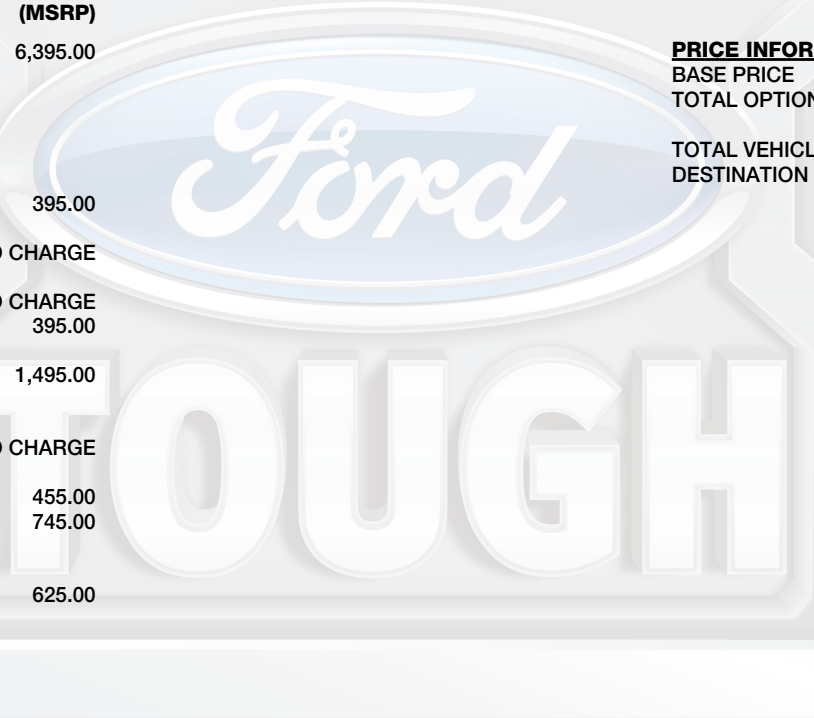 (MSRP)
6,395.00
395.00
CHARGE
CHARGE
395.00
1,495.00
CHARGE
455.00
745.00
625.00
PRICE INFOR
BASE PRICE
TOTAL OPTION
TOTAL VEHICL
DESTINATION
Ford
TOUGH